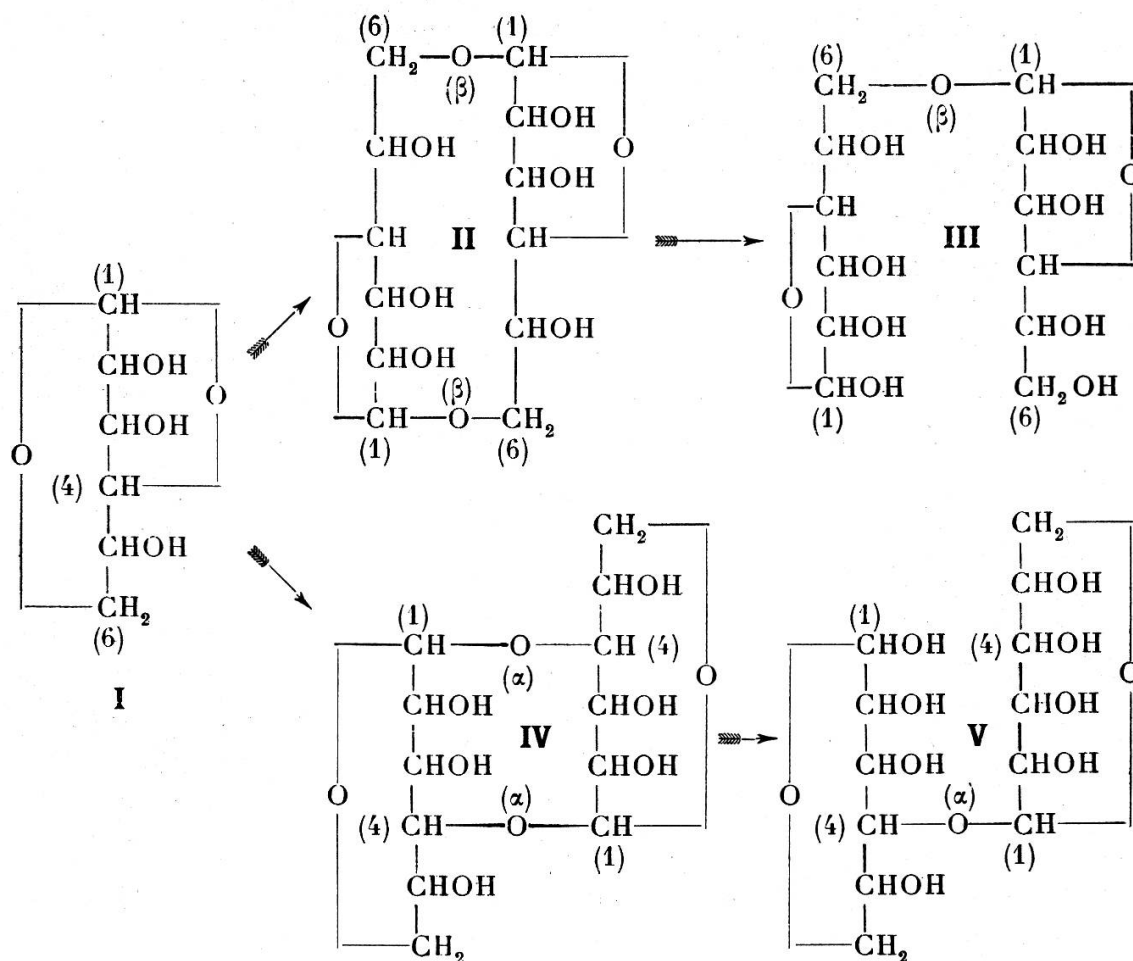 (1)
CH
CHOH
O
CHOH
O
(4) CH
CHOH
CH₂
(6)
I
(6) (1)
CH₂—O—CH
(β)
CHOH
CHOH O
CHOH
CH II CH
CHOH
O CHOH
CHOH
(β)
CH—O—CH₂
(1) (6)
(6) (1)
CH₂—O—CH
(β)
CHOH CHOH
O
CH CHOH
III
CHOH CH
O
CHOH CHOH
CHOH CH₂OH
(1) (6)
CH₂
CHOH
(1)
CH—O—CH (4)
(α) O
CHOH CHOH
IV
CHOH CHOH
O (α)
(4) CH—O—CH
(1)
CHOH
CH₂
CH₂
CHOH
(1)
CHOH (4) CHOH
O
CHOH CHOH
V
CHOH CHOH
O (α)
(4) CH—O—CH
(1)
CHOH
CH₂